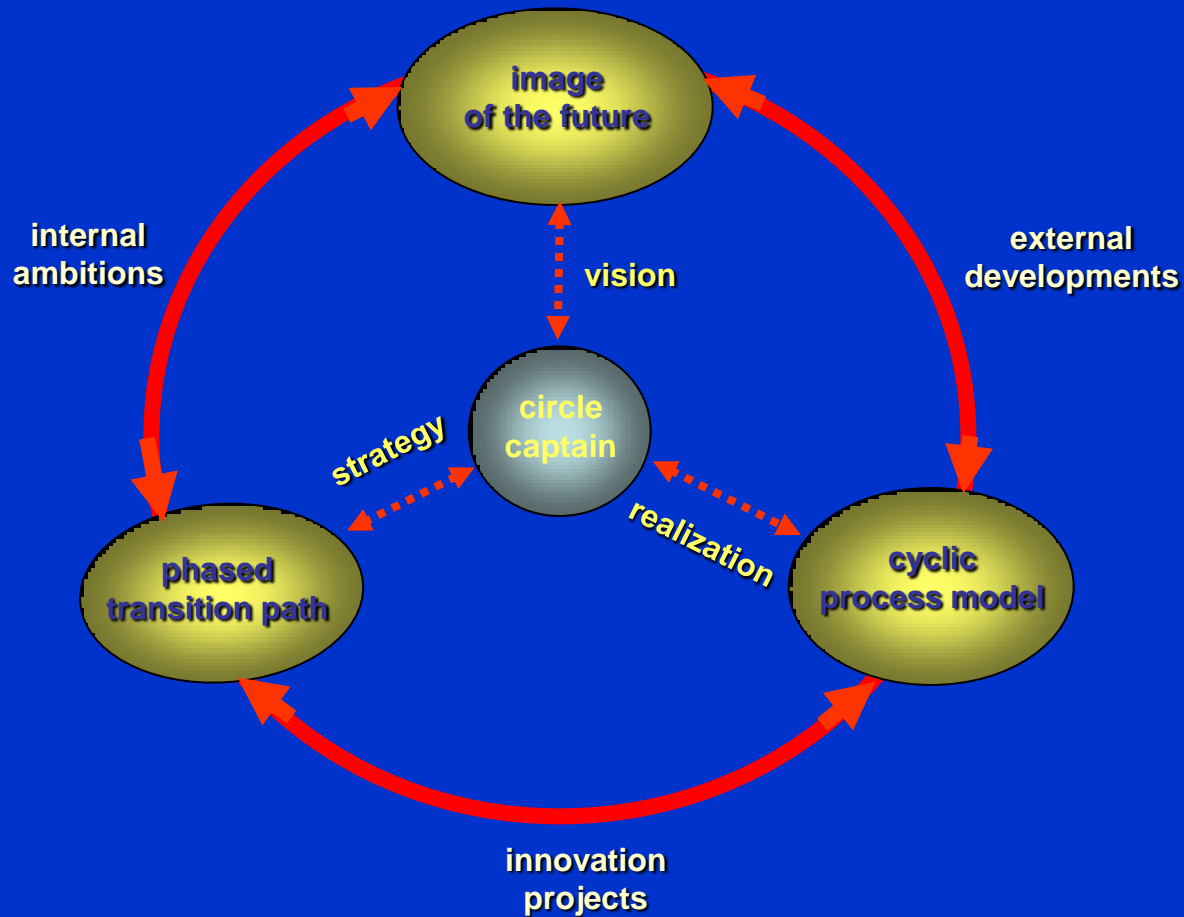 image
of the future
internal
ambitions
external
developments
vision
circle
captain
strategy
realization
phased
transition path
cyclic
process model
innovation
projects